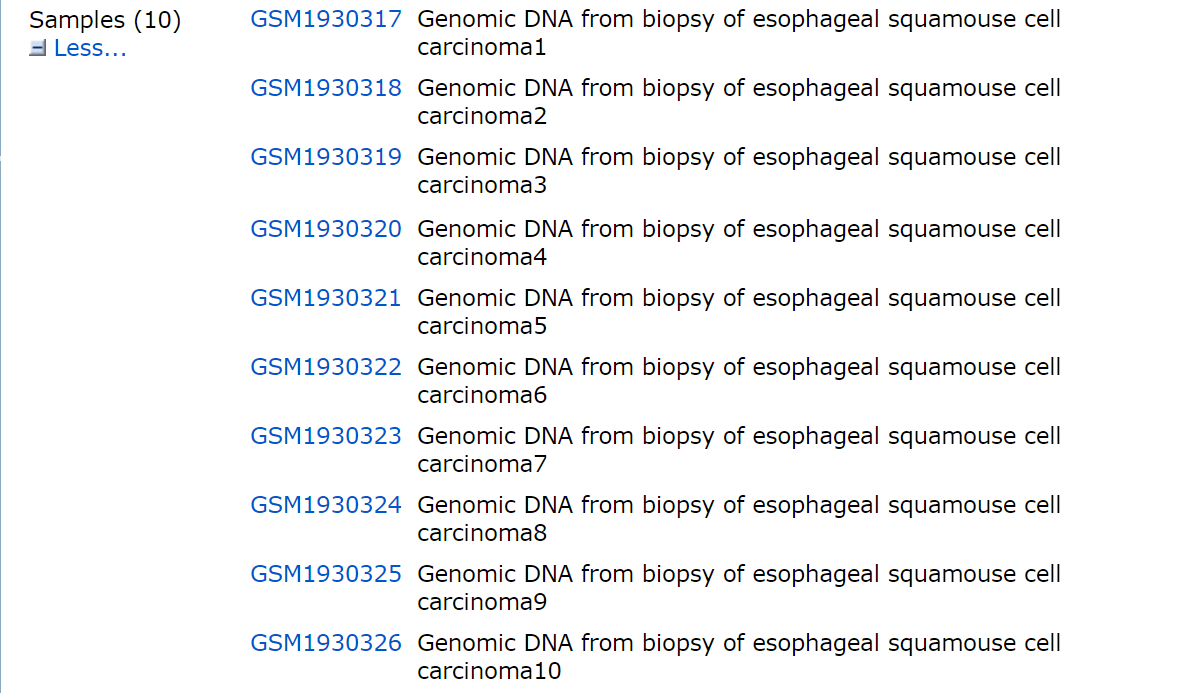 Samples (10)
Less...
GSM1930317 Genomic DNA from biopsy of esophageal squamouse cell
carcinoma1
GSM1930318 Genomic DNA from biopsy of esophageal squamouse cell
carcinoma2
GSM1930319 Genomic DNA from biopsy of esophageal squamouse cell
carcinoma3
GSM1930320 Genomic DNA from biopsy of esophageal squamouse cell
carcinoma4
GSM1930321 Genomic DNA from biopsy of esophageal squamouse cell
carcinoma5
GSM1930322 Genomic DNA from biopsy of esophageal squamouse cell
carcinoma6
GSM1930323 Genomic DNA from biopsy of esophageal squamouse cell
carcinoma7
GSM1930324 Genomic DNA from biopsy of esophageal squamouse cell
carcinoma8
GSM1930325 Genomic DNA from biopsy of esophageal squamouse cell
carcinoma9
GSM1930326 Genomic DNA from biopsy of esophageal squamouse cell
carcinoma10